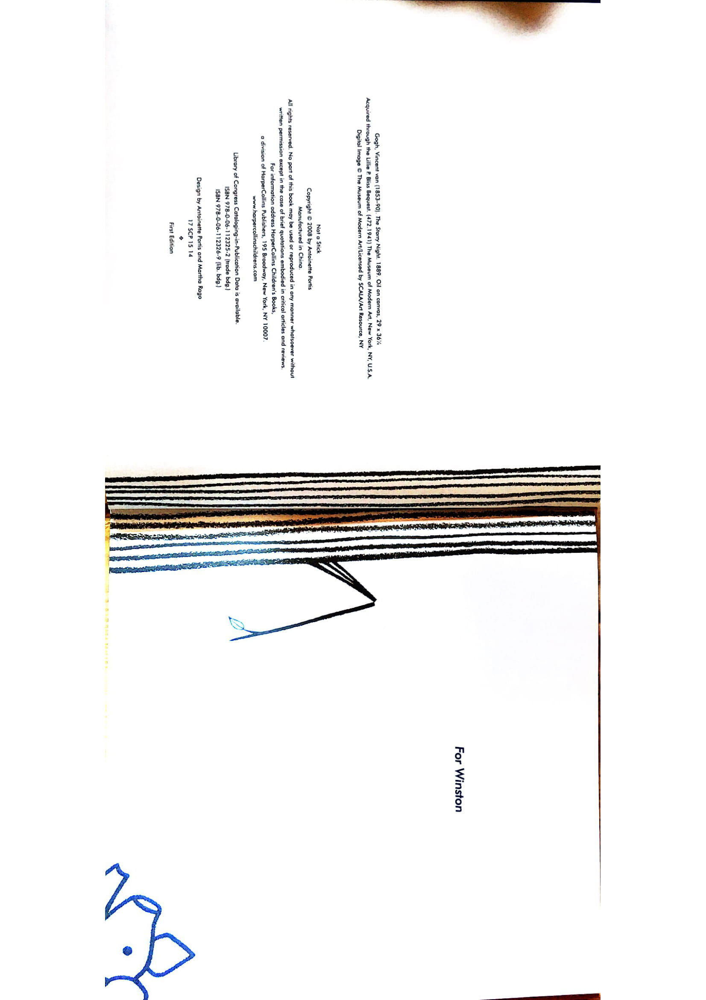 Gogh, Vincent van (1853–90). The Starry Night. 1889. Oil on canvas, 29 x 36¼
Acquired through the Lillie P. Bliss Bequest. (472.1941) The Museum of Modern Art, New York, NY, U.S.A.
Digital Image © The Museum of Modern Art/Licensed by SCALA/Art Resource, NY
Not a Stick
Copyright © 2008 by Antoinette Portis
Manufactured in China.
All rights reserved. No part of this book may be used or reproduced in any manner whatsoever without
written permission except in the case of brief quotations embodied in critical articles and reviews.
For information address HarperCollins Children's Books,
a division of HarperCollins Publishers, 195 Broadway, New York, NY 10007.
www.harpercollinschildrens.com
Library of Congress Cataloging-in-Publication Data is available.
ISBN 978-0-06-112325-2 (trade bdg.)
ISBN 978-0-06-112326-9 (lib. bdg.)
Design by Antoinette Portis and Martha Rago
17 SCP 15 14
❖
First Edition
For Winston